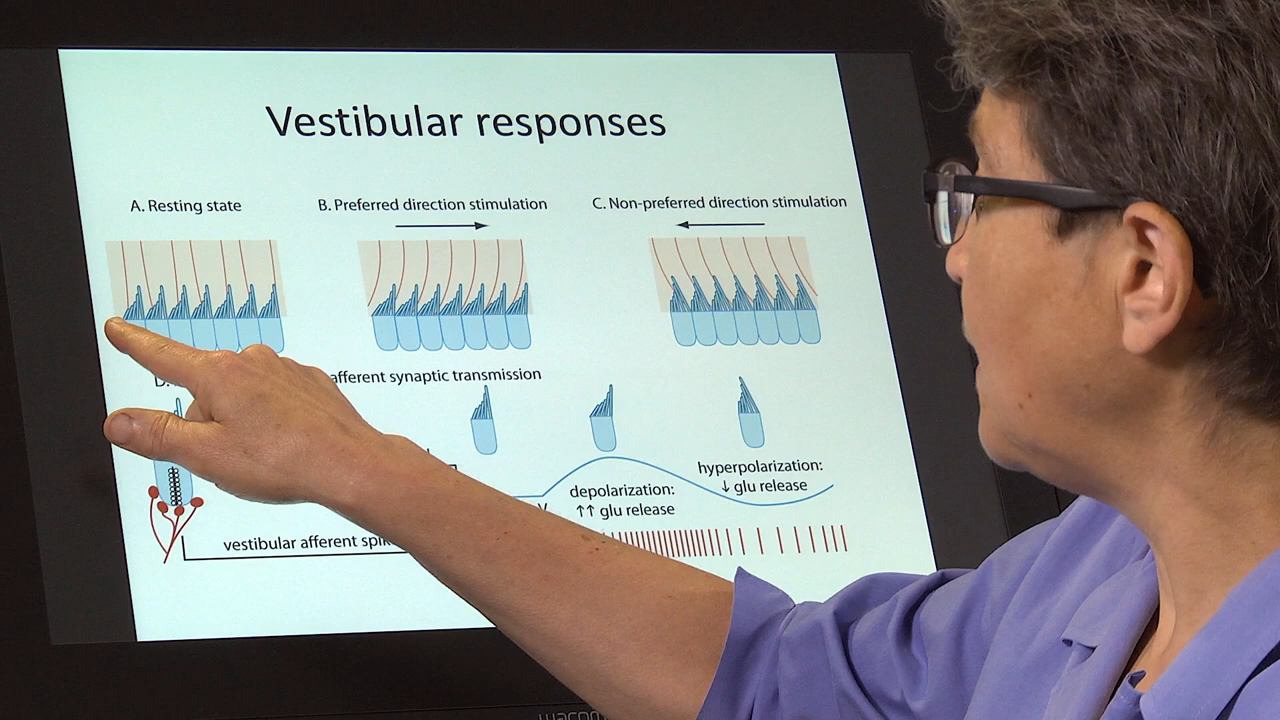 Vestibular responses
A. Resting state
B. Preferred direction stimulation
C. Non-preferred direction stimulation
D.
afferent synaptic transmission
hyperpolarization:
↓ glu release
depolarization:
↑↑ glu release
vestibular afferent
wacom